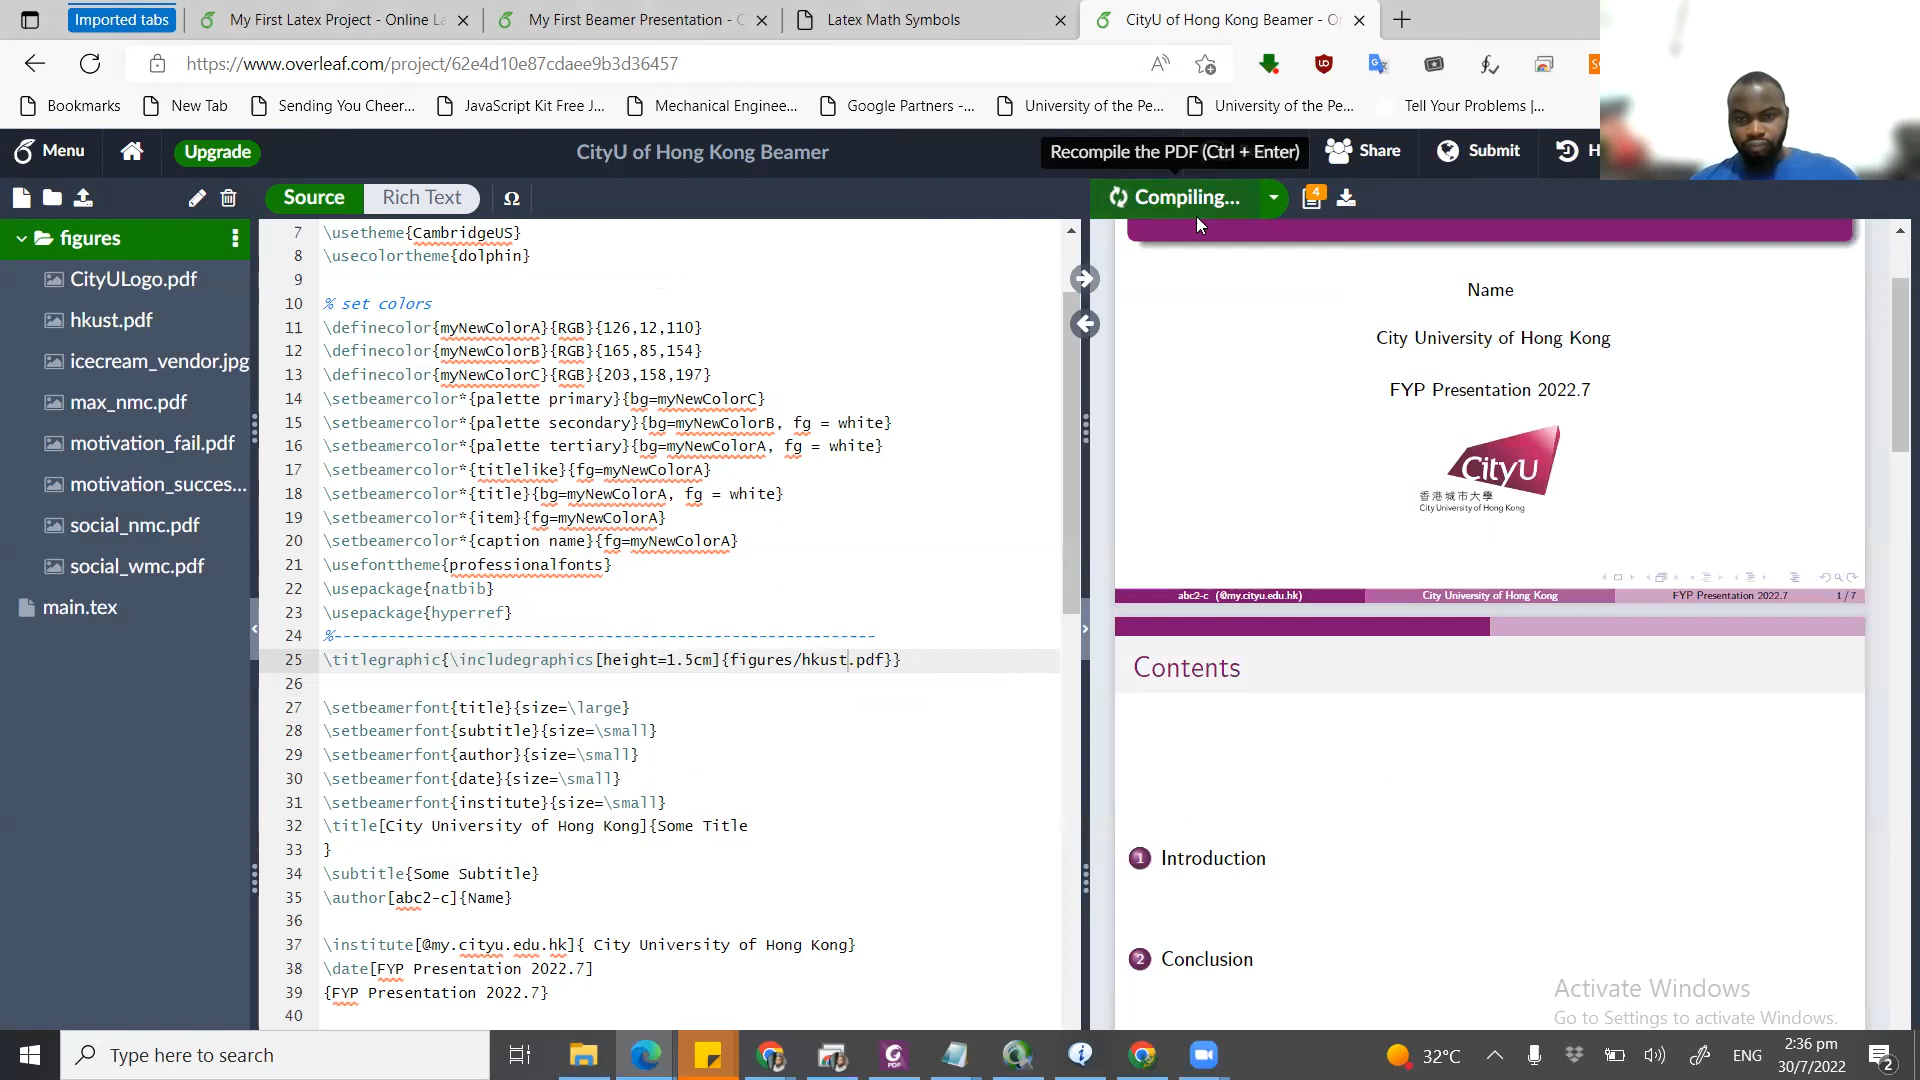 Imported tabs
My First Latex Project - Online La
My First Beamer Presentation - O
Latex Math Symbols
CityU of Hong Kong Beamer - On
https://www.overleaf.com/project/62e4d10e87cdaee9b3d36457
Bookmarks
New Tab
Sending You Cheer...
JavaScript Kit Free J...
Mechanical Enginee...
Google Partners -...
University of the Pe...
University of the Pe...
Tell Your Problems |...
Menu
Upgrade
CityU of Hong Kong Beamer
Recompile the PDF (Ctrl + Enter)
Share
Submit
Source
Rich Text
Ω
Compiling...
4
figures
CityULogo.pdf
hkust.pdf
icecream_vendor.jpg
max_nmc.pdf
motivation_fail.pdf
motivation_succes...
social_nmc.pdf
social_wmc.pdf
main.tex
7 \usetheme{CambridgeUS}
8 \usecolortheme{dolphin}
9
10 % set colors
11 \definecolor{myNewColorA}{RGB}{126,12,110}
12 \definecolor{myNewColorB}{RGB}{165,85,154}
13 \definecolor{myNewColorC}{RGB}{203,158,197}
14 \setbeamercolor*{palette primary}{bg=myNewColorC}
15 \setbeamercolor*{palette secondary}{bg=myNewColorB, fg = white}
16 \setbeamercolor*{palette tertiary}{bg=myNewColorA, fg = white}
17 \setbeamercolor*{titlelike}{fg=myNewColorA}
18 \setbeamercolor*{title}{bg=myNewColorA, fg = white}
19 \setbeamercolor*{item}{fg=myNewColorA}
20 \setbeamercolor*{caption name}{fg=myNewColorA}
21 \usefonttheme{professionalfonts}
22 \usepackage{natbib}
23 \usepackage{hyperref}
24 %------------------------------------------------------------
25 \titlegraphic{\includegraphics[height=1.5cm]{figures/hkust.pdf}}
26
27 \setbeamerfont{title}{size=\large}
28 \setbeamerfont{subtitle}{size=\small}
29 \setbeamerfont{author}{size=\small}
30 \setbeamerfont{date}{size=\small}
31 \setbeamerfont{institute}{size=\small}
32 \title[City University of Hong Kong]{Some Title
33 }
34 \subtitle{Some Subtitle}
35 \author[abc2-c]{Name}
36
37 \institute[@my.cityu.edu.hk]{ City University of Hong Kong}
38 \date[FYP Presentation 2022.7]
39 {FYP Presentation 2022.7}
40
Name
City University of Hong Kong
FYP Presentation 2022.7
CityU
香港城市大學
City University of Hong Kong
abc2-c (@my.cityu.edu.hk)
City University of Hong Kong
FYP Presentation 2022.7
1 / 7
Contents
1 Introduction
2 Conclusion
Activate Windows
Go to Settings to activate Windows.
Type here to search
32°C
ENG
2:36 pm
30/7/2022
2